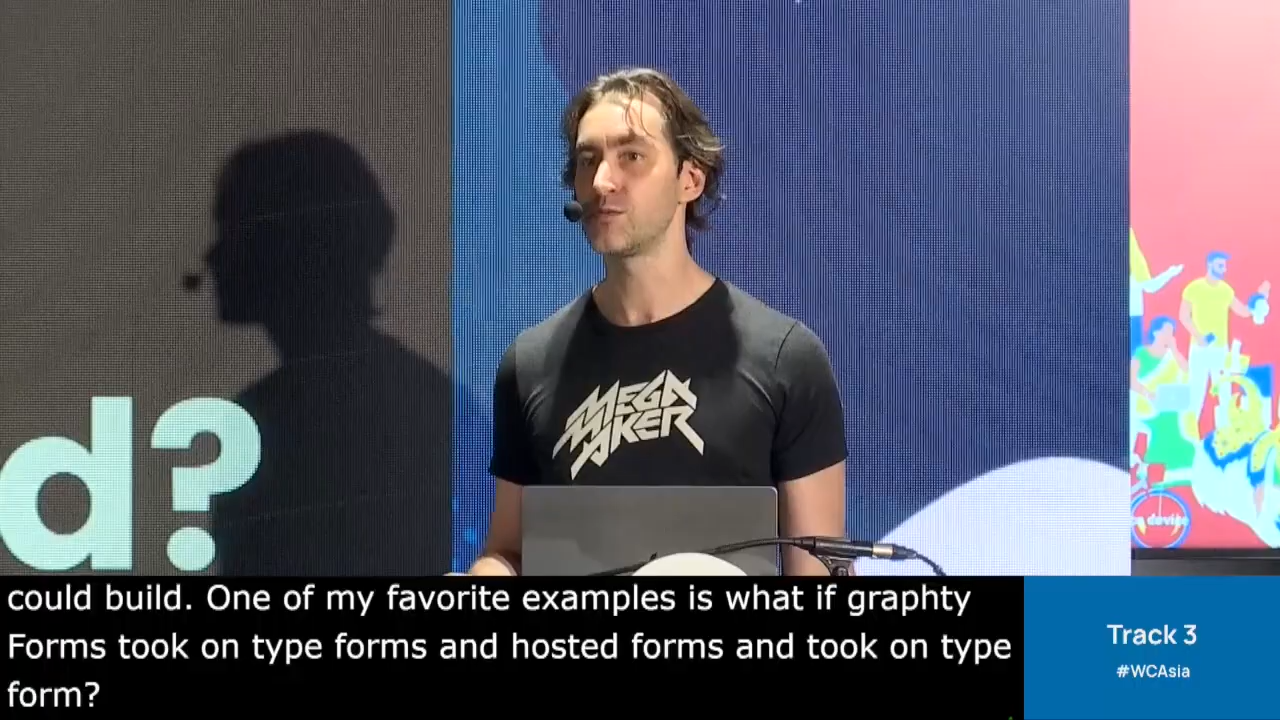 d?
MEGA
MAKER
could build. One of my favorite examples is what if graphty
Forms took on type forms and hosted forms and took on type
form?
Track 3
#WCAsia